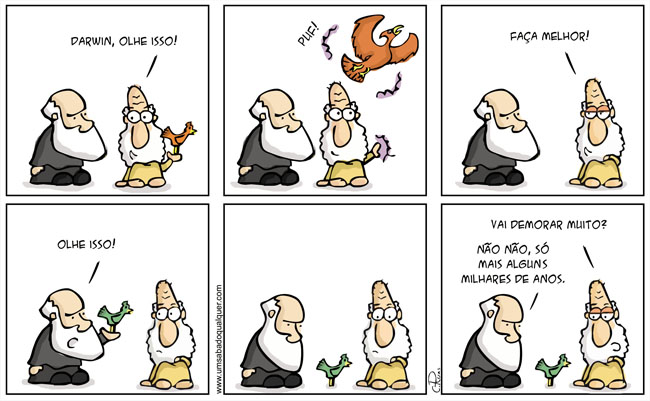 DARWIN, OLHE ISSO!
PUF!
FAÇA MELHOR!
OLHE ISSO!
www.umsabadoqualquer.com
VAI DEMORAR MUITO?
NÃO NÃO, SÓ
MAIS ALGUNS
MILHARES DE ANOS.